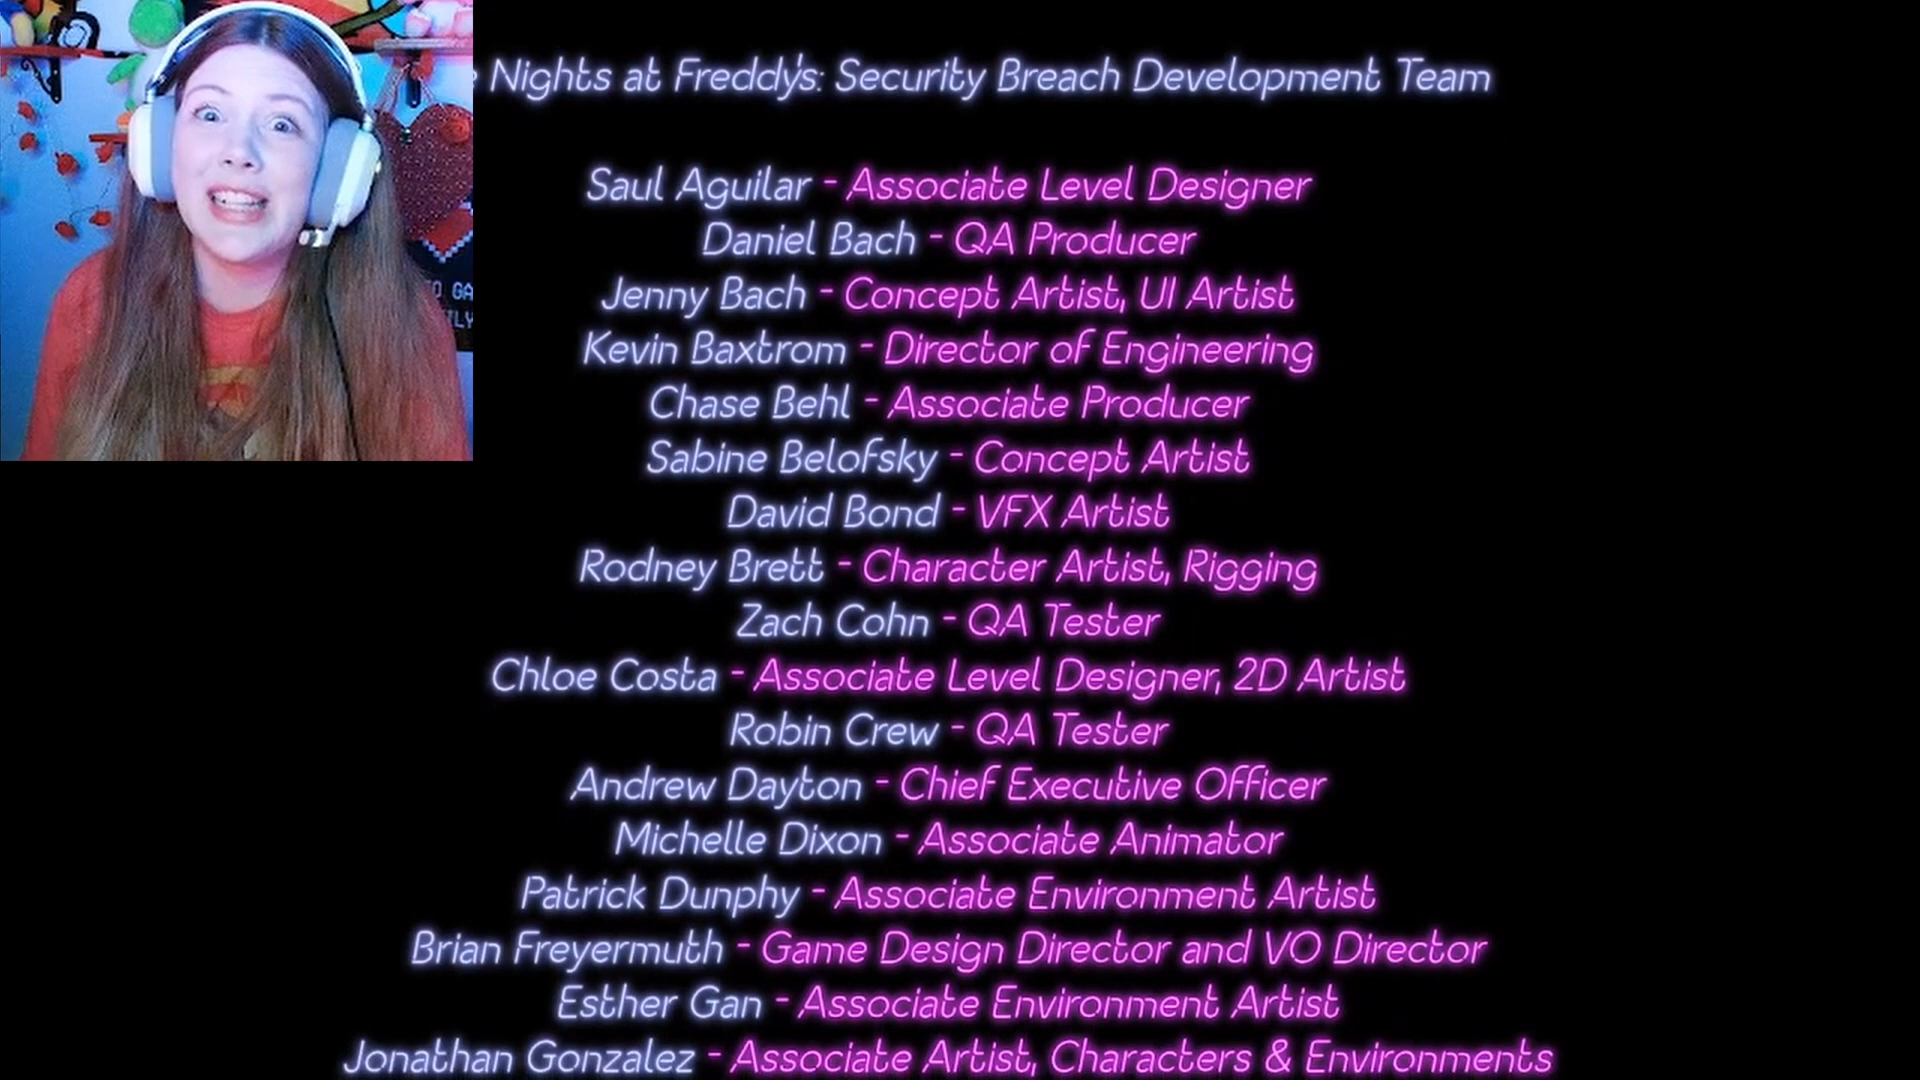 Nights at Freddy's: Security Breach Development Team
Saul Aguilar - Associate Level Designer
Daniel Bach - QA Producer
Jenny Bach - Concept Artist, UI Artist
Kevin Baxtrom - Director of Engineering
Chase Behl - Associate Producer
Sabine Belofsky - Concept Artist
David Bond - VFX Artist
Rodney Brett - Character Artist, Rigging
Zach Cohn - QA Tester
Chloe Costa - Associate Level Designer, 2D Artist
Robin Crew - QA Tester
Andrew Dayton - Chief Executive Officer
Michelle Dixon - Associate Animator
Patrick Dunphy - Associate Environment Artist
Brian Freyermuth - Game Design Director and VO Director
Esther Gan - Associate Environment Artist
Jonathan Gonzalez - Associate Artist, Characters & Environments